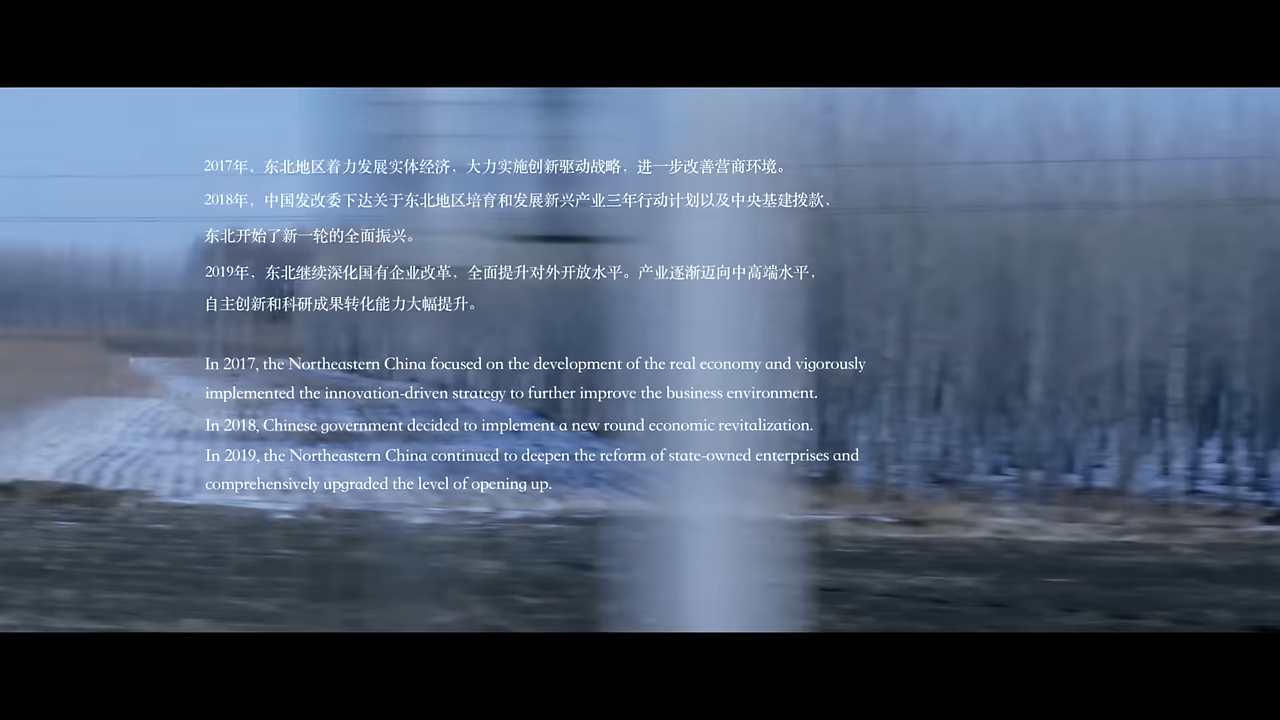 2017年，东北地区着力发展实体经济，大力实施创新驱动战略，进一步改善营商环境。
2018年，中国发改委下达关于东北地区培育和发展新兴产业三年行动计划以及中央基建拨款，
东北开始了新一轮的全面振兴。
2019年，东北继续深化国有企业改革，全面提升对外开放水平。产业逐渐迈向中高端水平，
自主创新和科研成果转化能力大幅提升。
In 2017, the Northeastern China focused on the development of the real economy and vigorously
implemented the innovation-driven strategy to further improve the business environment.
In 2018, Chinese government decided to implement a new round economic revitalization.
In 2019, the Northeastern China continued to deepen the reform of state-owned enterprises and
comprehensively upgraded the level of opening up.